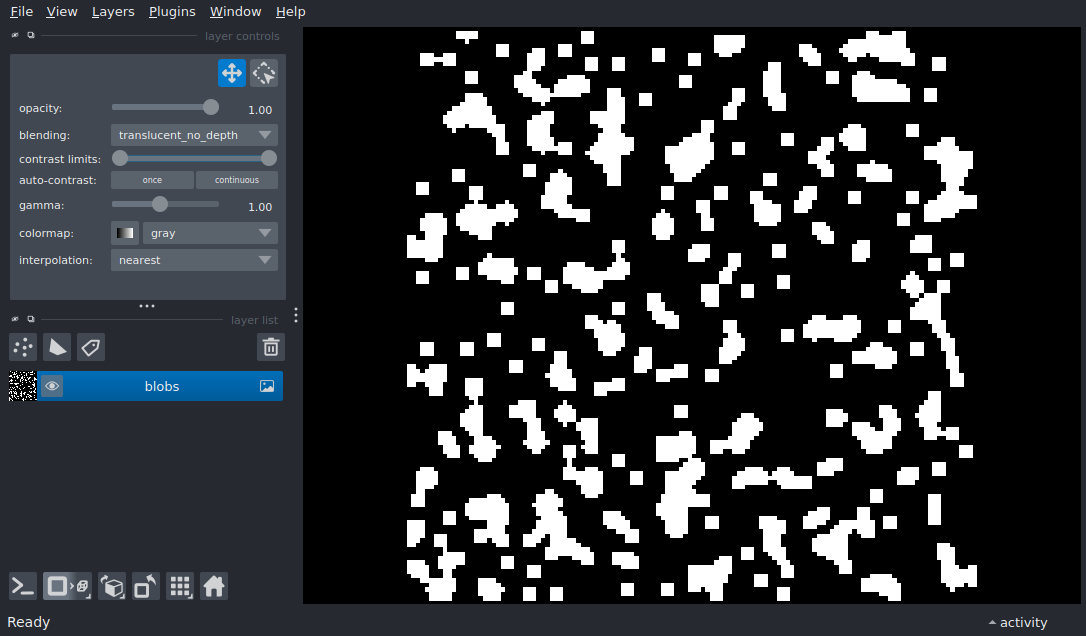 File View Layers Plugins Window Help
layer controls
opacity: 1.00
blending: translucent_no_depth
contrast limits:
auto-contrast: once continuous
gamma: 1.00
colormap: gray
interpolation: nearest
layer list
blobs
Ready activity